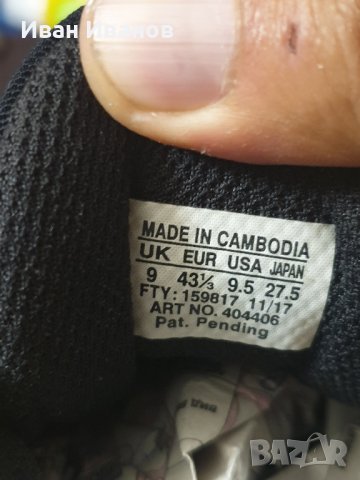 Иван Иванов
MADE IN CAMBODIA
UK EUR USA JAPAN
9 43⅓ 9.5 27.5
FTY: 159817 11/17
ART NO. 404406
Pat. Pending
BAZAR